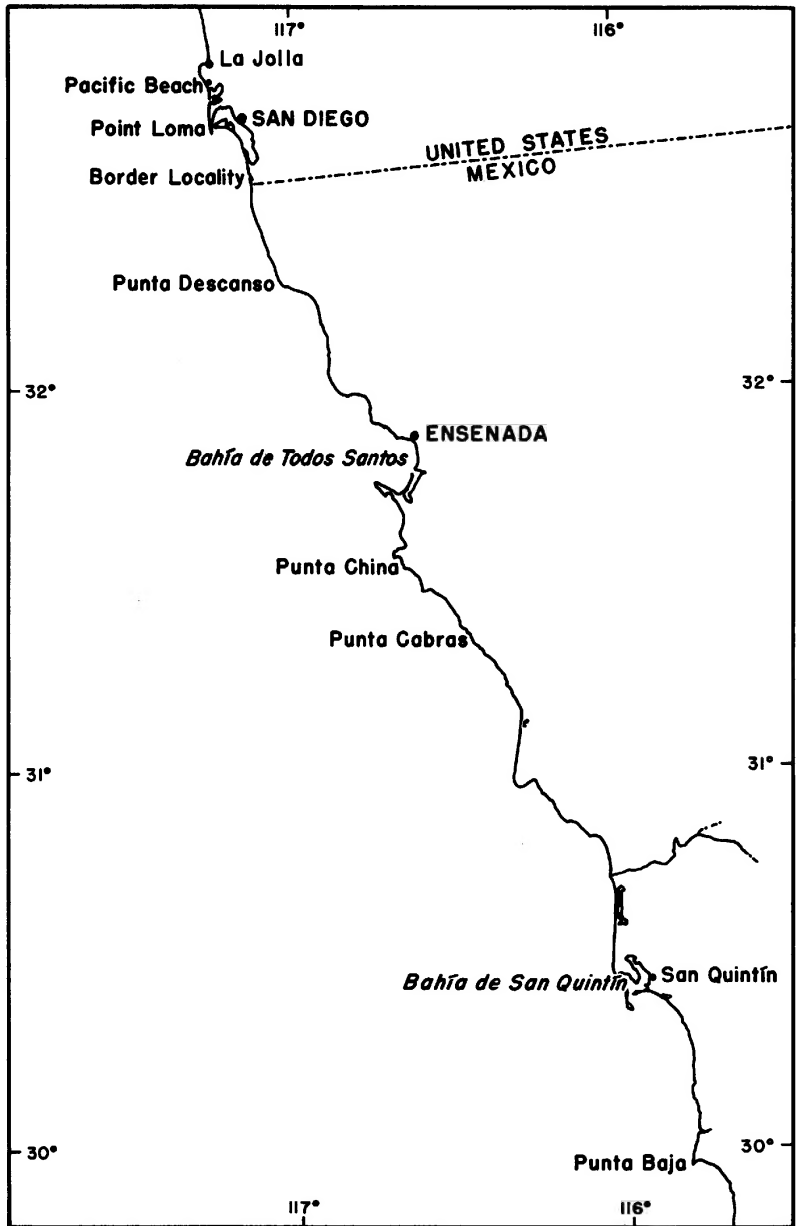 117°
116°
La Jolla
Pacific Beach
SAN DIEGO
Point Loma
UNITED STATES
MEXICO
Border Locality
Punta Descanso
32°
32°
ENSENADA
Bahía de Todos Santos
Punta China
Punta Cabras
31°
31°
Bahía de San Quintín
San Quintín
30°
30°
Punta Baja
117°
116°